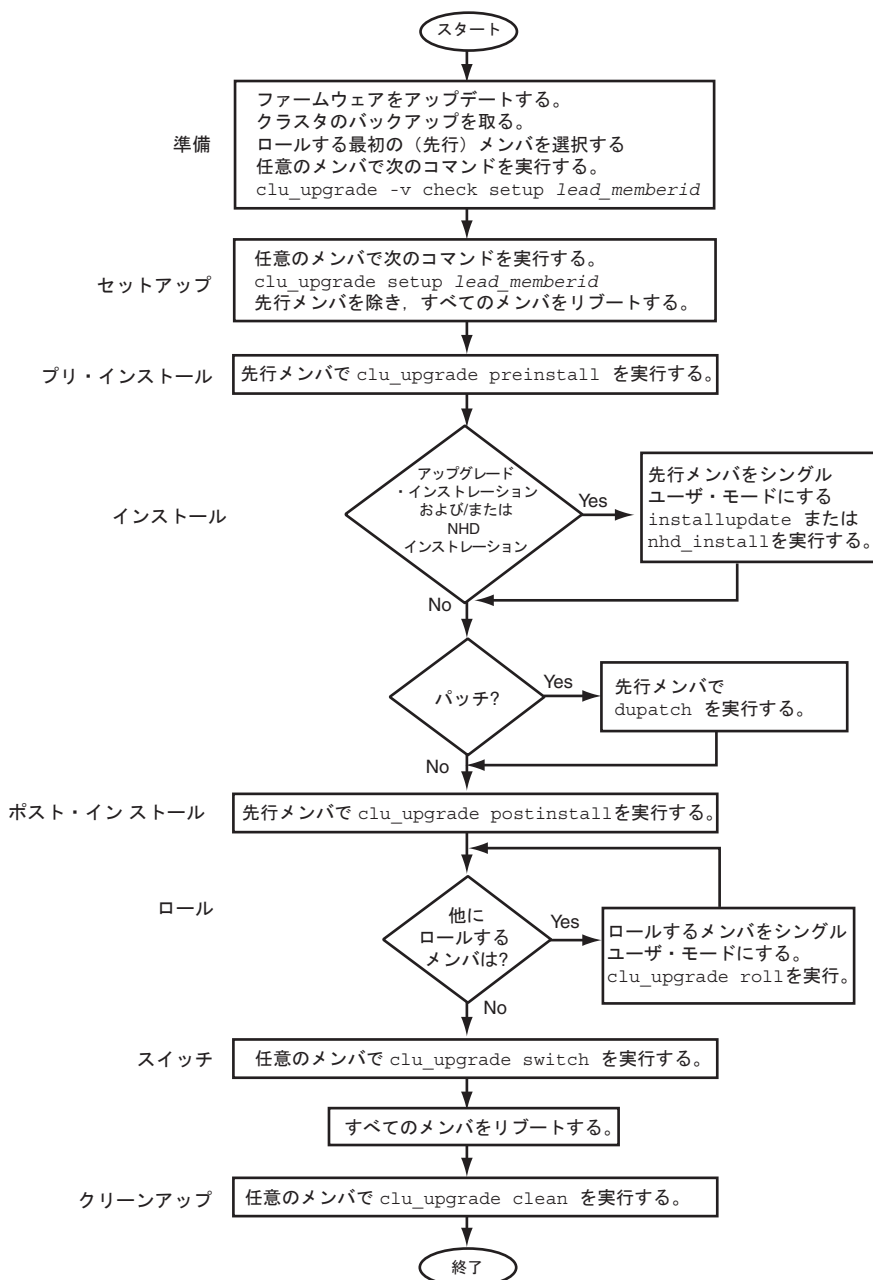 スタート
準備
ファームウェアをアップデートする。
クラスタのバックアップを取る。
ロールする最初の（先行）メンバを選択する
任意のメンバで次のコマンドを実行する。
clu_upgrade -v check setup lead_memberid
セットアップ
任意のメンバで次のコマンドを実行する。
clu_upgrade setup lead_memberid
先行メンバを除き，すべてのメンバをリブートする。
プリ・インストール
先行メンバで clu_upgrade preinstall を実行する。
インストール
アップグレード
・インストレーション
および/または
NHD
インストレーション
Yes
先行メンバをシングル
ユーザ・モードにする
installupdate または
nhd_installを実行する。
No
パッチ?
Yes
先行メンバで
dupatch を実行する。
No
ポスト・イン ストール
先行メンバで clu_upgrade postinstallを実行する。
ロール
他に
ロールする
メンバは?
Yes
ロールするメンバをシングル
ユーザ・モードにする。
clu_upgrade rollを実行。
No
スイッチ
任意のメンバで clu_upgrade switch を実行する。
すべてのメンバをリブートする。
クリーンアップ
任意のメンバで clu_upgrade clean を実行する。
終了